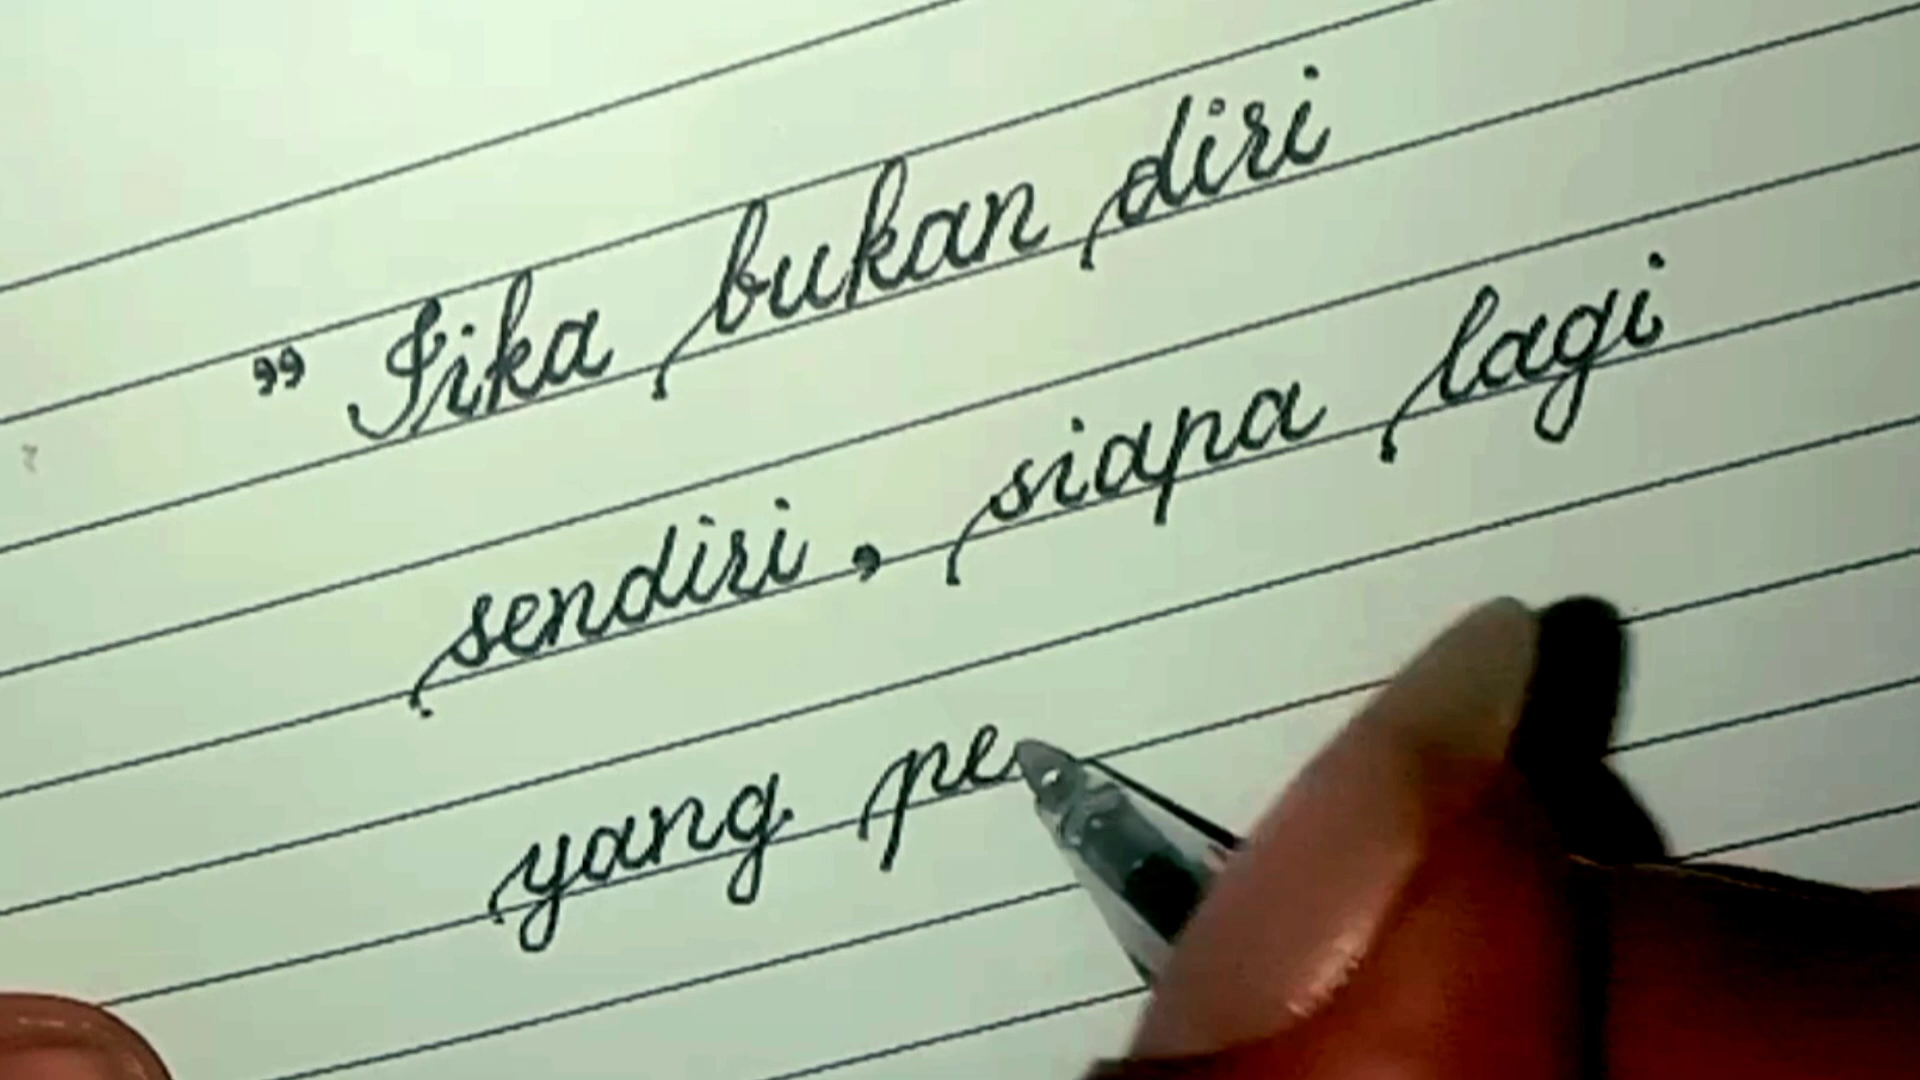 " Jika bukan diri
sendiri, siapa lagi
yang pe